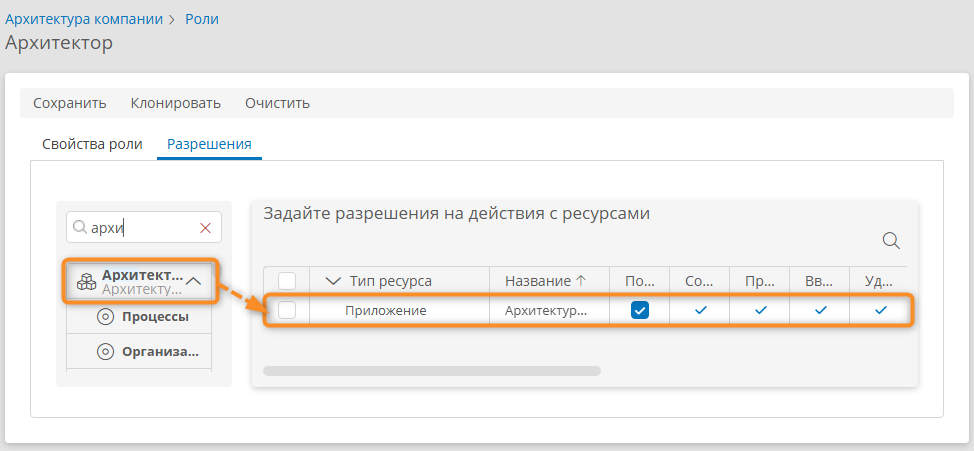 Архитектура компании > Роли
Архитектор
Сохранить Клонировать Очистить
Свойства роли Разрешения
архи
Архитект...
Архитекту...
Процессы
Организа...
Задайте разрешения на действия с ресурсами
Тип ресурса Название ↑ По... Со... Пр... Вв... Уд...
Приложение Архитектур...